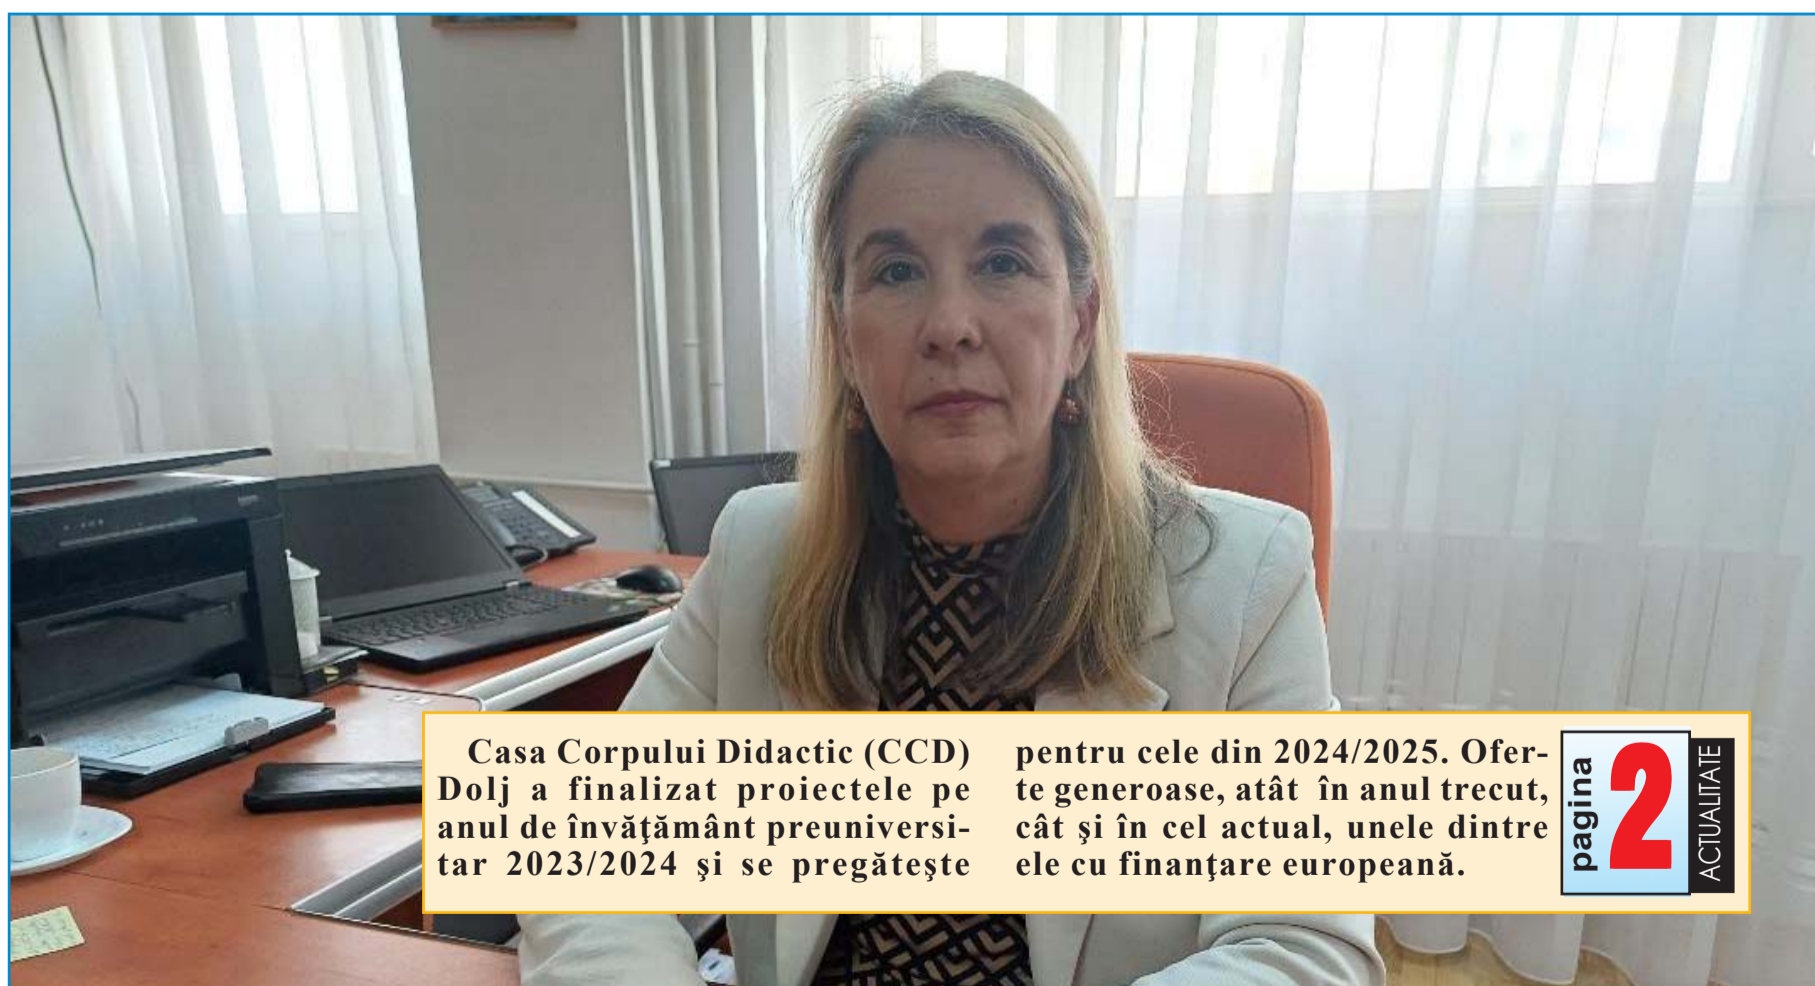 Casa Corpului Didactic (CCD)
Dolj a finalizat proiectele pe
anul de învăţământ preuniversi-
tar 2023/2024 şi se pregăteşte
pentru cele din 2024/2025. Ofer-
te generoase, atât în anul trecut,
cât şi în cel actual, unele dintre
ele cu finanţare europeană.
pagina
2
ACTUALITATE